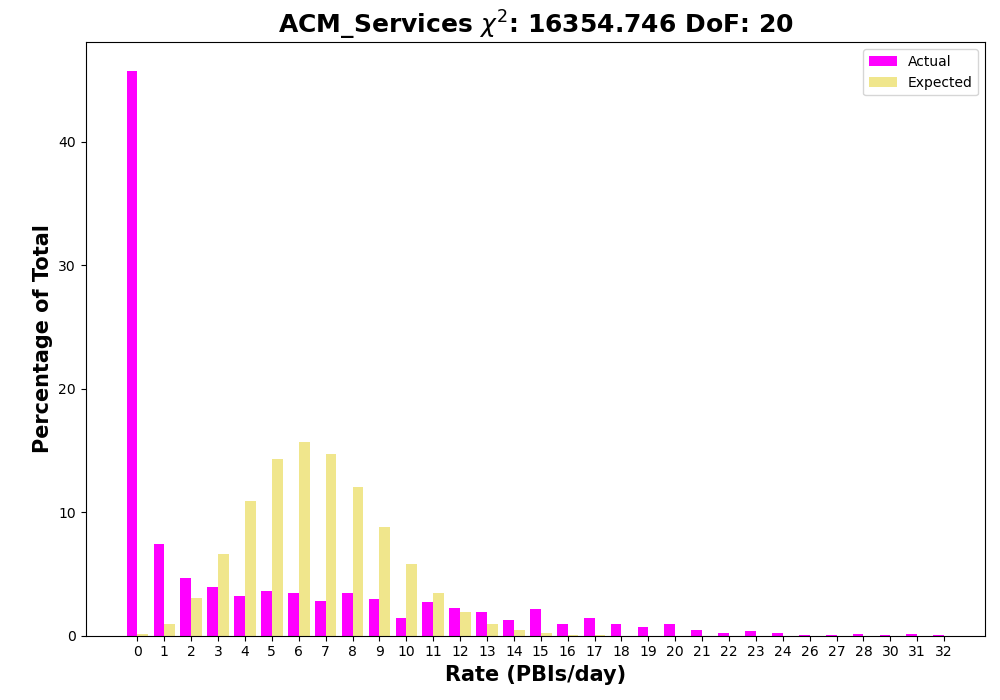 ACM_Services χ²: 16354.746 DoF: 20
Actual
Expected
Percentage of Total
40
30
20
10
0
0 1 2 3 4 5 6 7 8 9 10 11 12 13 14 15 16 17 18 19 20 21 22 23 24 26 27 28 30 31 32
Rate (PBIs/day)